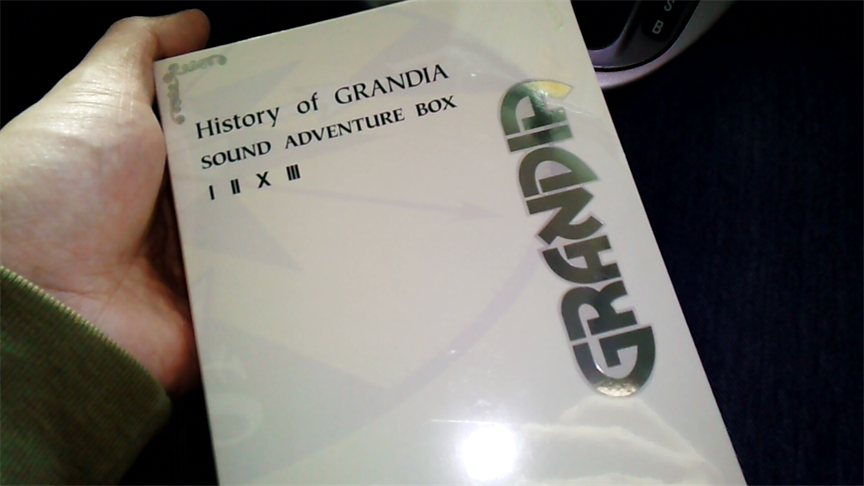 History of GRANDIA
SOUND ADVENTURE BOX
I II X III
GRANDIA
S
B